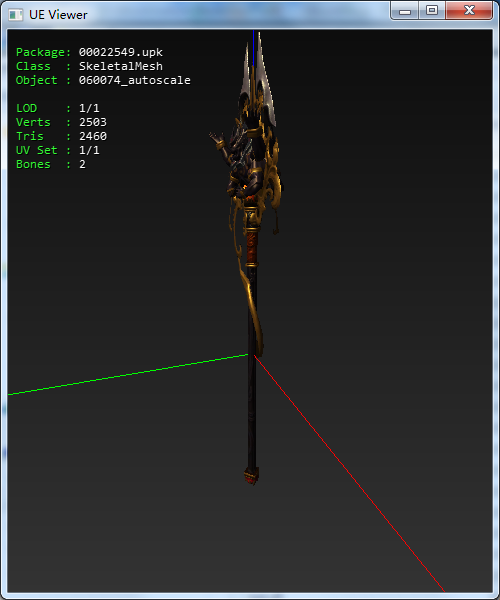 UE Viewer
Package: 00022549.upk
Class : SkeletalMesh
Object : 060074_autoscale
LOD : 1/1
Verts : 2503
Tris : 2460
UV Set : 1/1
Bones : 2